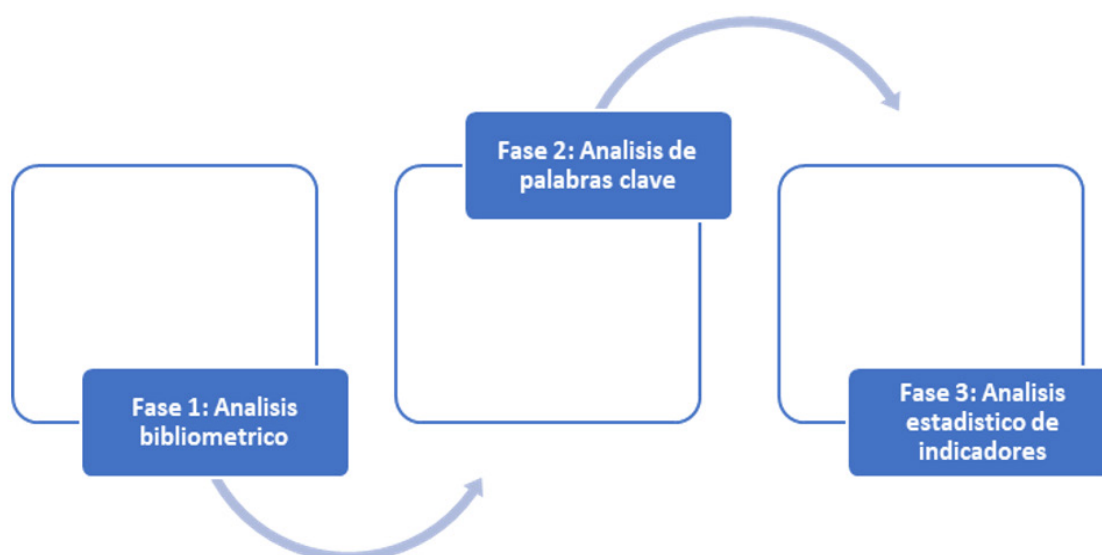 Fase 1: Analisis
bibliometrico
Fase 2: Analisis de
palabras clave
Fase 3: Analisis
estadistico de
indicadores